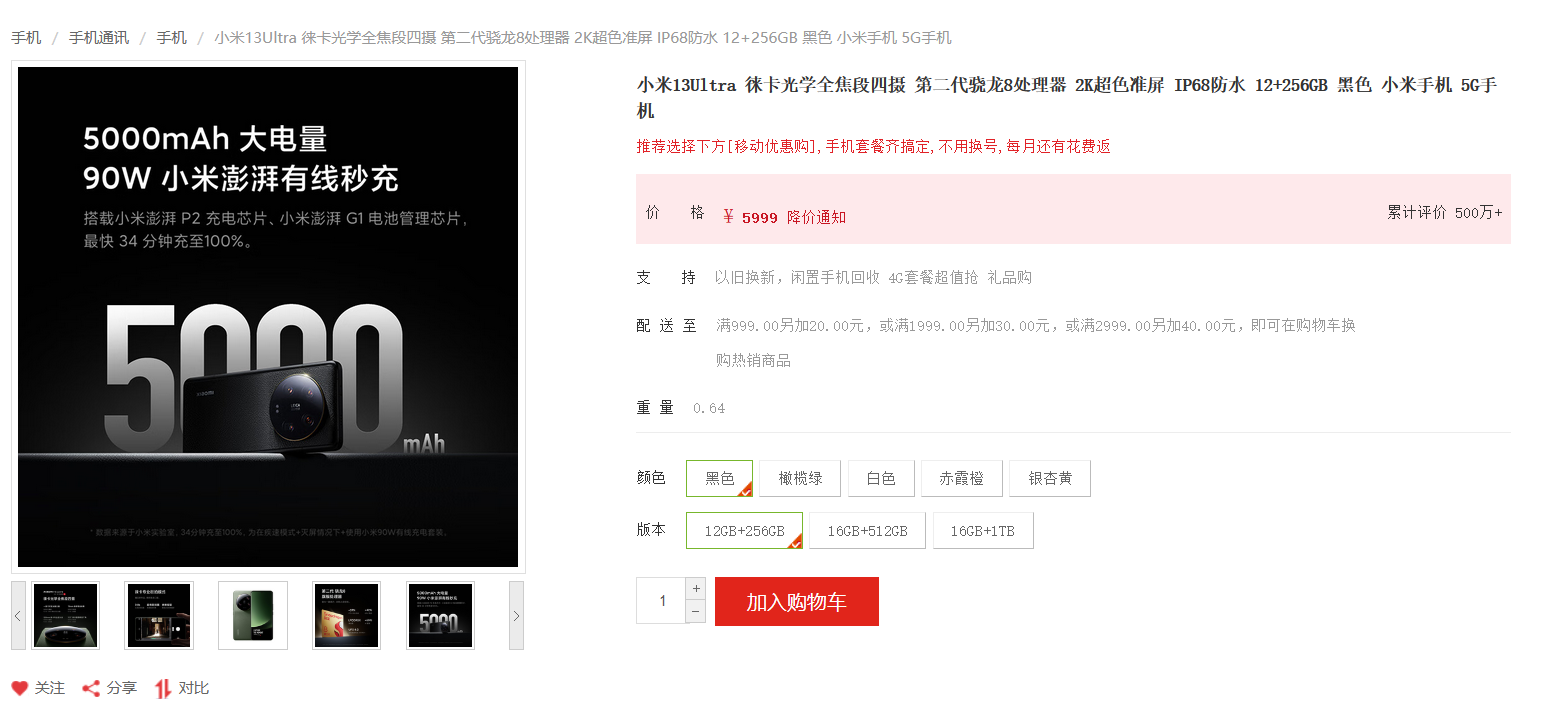 手机 / 手机通讯 / 手机 / 小米13Ultra 徕卡光学全焦段四摄 第二代骁龙8处理器 2K超色准屏 IP68防水 12+256GB 黑色 小米手机 5G手机
5000mAh 大电量
90W 小米澎湃有线秒充
搭载小米澎湃 P2 充电芯片、小米澎湃 G1 电池管理芯片，
最快 34 分钟充至100%。
5000
mAh
* 数据来源于小米实验室，34分钟充至100%，为在疾速模式+灭屏情况下+使用小米90W有线充电套装。
关注 分享 对比
小米13Ultra 徕卡光学全焦段四摄 第二代骁龙8处理器 2K超色准屏 IP68防水 12+256GB 黑色 小米手机 5G手
机
推荐选择下方[移动优惠购],手机套餐齐搞定,不用换号,每月还有花费返
价 格 ￥ 5999 降价通知 累计评价 500万+
支 持 以旧换新，闲置手机回收 4G套餐超值抢 礼品购
配 送 至 满999.00另加20.00元，或满1999.00另加30.00元，或满2999.00另加40.00元，即可在购物车换
购热销商品
重 量 0.64
颜色 黑色 橄榄绿 白色 赤霞橙 银杏黄
版本 12GB+256GB 16GB+512GB 16GB+1TB
1 + −
加入购物车